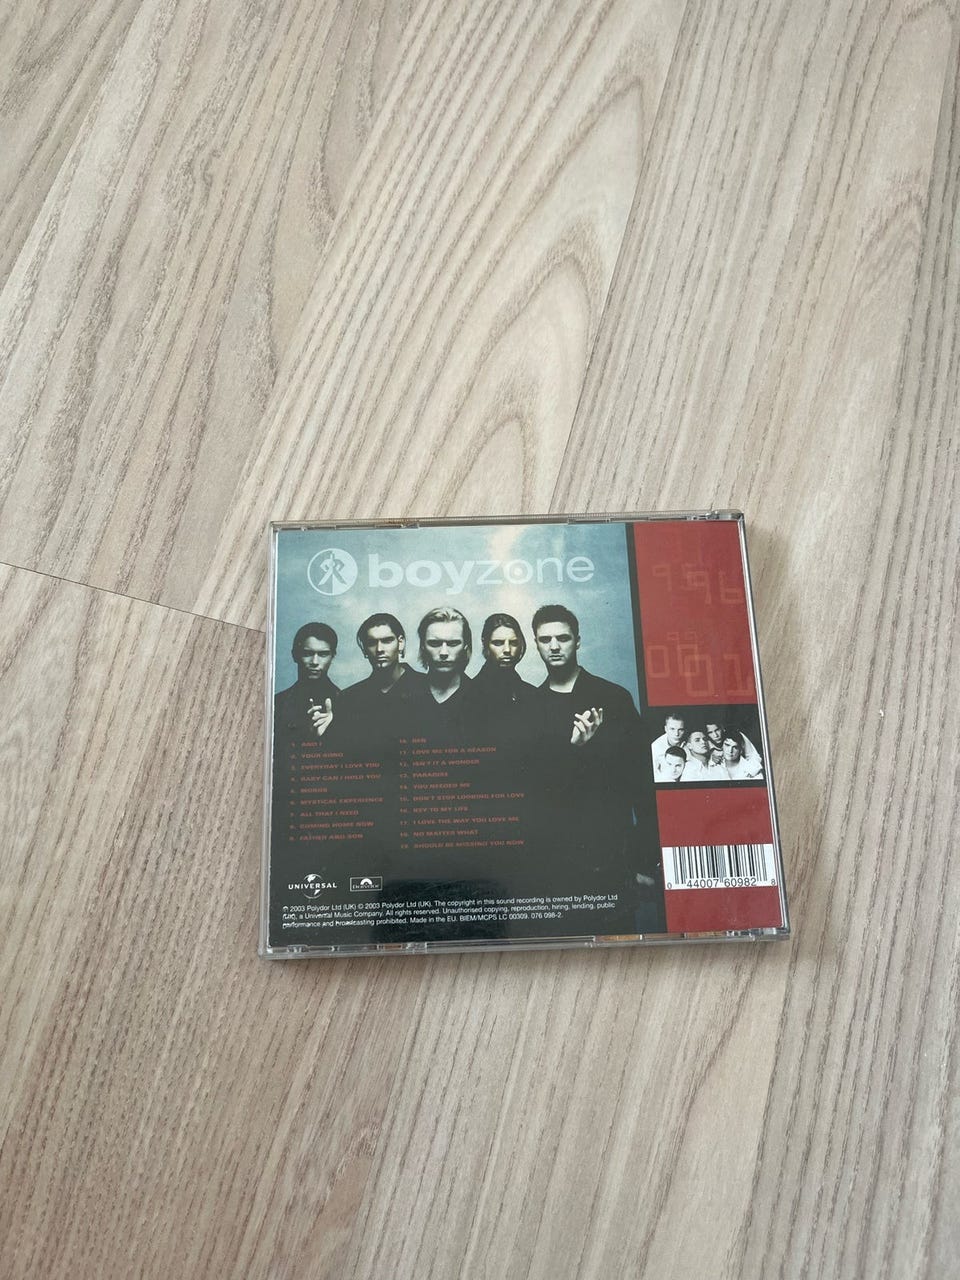 boyzone
1. AND I
2. YOUR SONG
3. EVERYDAY I LOVE YOU
4. BABY CAN I HOLD YOU
5. WORDS
6. MYSTICAL EXPERIENCE
7. ALL THAT I NEED
8. COMING HOME NOW
9. FATHER AND SON
10. BEN
11. LOVE ME FOR A REASON
12. ISN'T IT A WONDER
13. PARADISE
14. YOU NEEDED ME
15. DON'T STOP LOOKING FOR LOVE
16. KEY TO MY LIFE
17. I LOVE THE WAY YOU LOVE ME
18. NO MATTER WHAT
SHOULD BE MISSING YOU NOW
UNIVERSAL
Polydor
℗ 2003 Polydor Ltd (UK) © 2003 Polydor Ltd (UK). The copyright in this sound recording is owned by Polydor Ltd
(UK), a Universal Music Company. All rights reserved. Unauthorised copying, reproduction, hiring, lending, public
performance and broadcasting prohibited. Made in the EU. BIEM/MCPS LC 00309. 076 098-2.
0 44007 60982 8